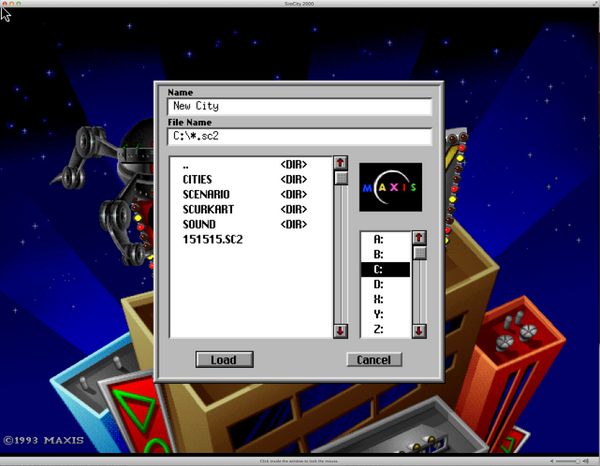 SimCity 2000
Name
New City
File Name
C:\*.sc2
.. <DIR>
CITIES <DIR>
SCENARIO <DIR>
SCURKART <DIR>
SOUND <DIR>
151515.SC2
MAXIS
A:
B:
C:
D:
X:
Y:
Z:
Load
Cancel
©1993 MAXIS
Click inside the window to lock the mouse.